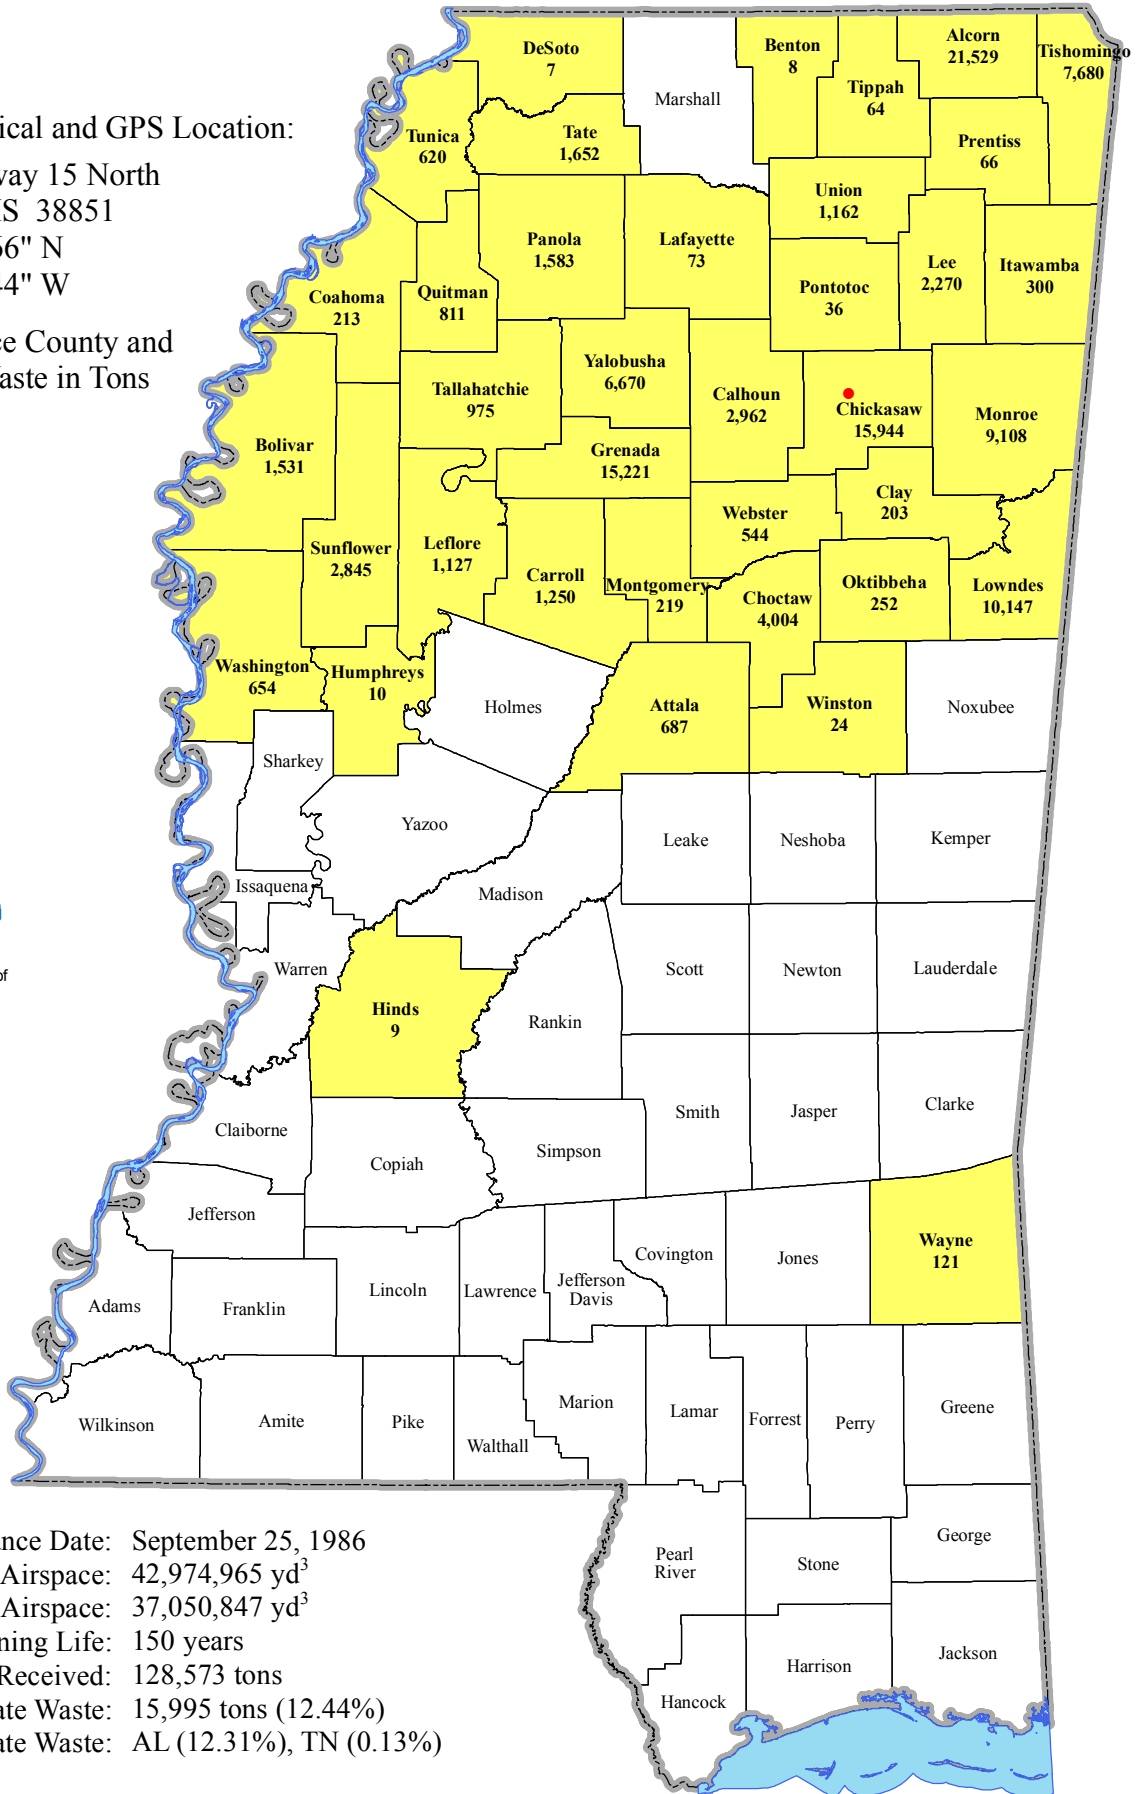 ical and GPS Location:
way 15 North
IS 38851
66" N
44" W
ce County and
Waste in Tons
of
DeSoto
7
Marshall
Benton
8
Tippah
64
Alcorn
21,529
Tishomingo
7,680
Tunica
620
Tate
1,652
Prentiss
66
Union
1,162
Panola
1,583
Lafayette
73
Pontotoc
36
Lee
2,270
Itawamba
300
Coahoma
213
Quitman
811
Tallahatchie
975
Yalobusha
6,670
Calhoun
2,962
Chickasaw
15,944
Monroe
9,108
Bolivar
1,531
Grenada
15,221
Clay
203
Webster
544
Sunflower
2,845
Leflore
1,127
Carroll
1,250
Montgomery
219
Choctaw
4,004
Oktibbeha
252
Lowndes
10,147
Washington
654
Humphreys
10
Holmes
Attala
687
Winston
24
Noxubee
Sharkey
Yazoo
Leake
Neshoba
Kemper
Issaquena
Madison
Warren
Hinds
9
Rankin
Scott
Newton
Lauderdale
Claiborne
Copiah
Simpson
Smith
Jasper
Clarke
Jefferson
Wayne
121
Adams
Franklin
Lincoln
Lawrence
Jefferson
Davis
Covington
Jones
Wilkinson
Amite
Pike
Walthall
Marion
Lamar
Forrest
Perry
Greene
Pearl
River
Stone
George
Hancock
Harrison
Jackson
ance Date: September 25, 1986
Airspace: 42,974,965 yd³
Airspace: 37,050,847 yd³
ning Life: 150 years
Received: 128,573 tons
ate Waste: 15,995 tons (12.44%)
ate Waste: AL (12.31%), TN (0.13%)